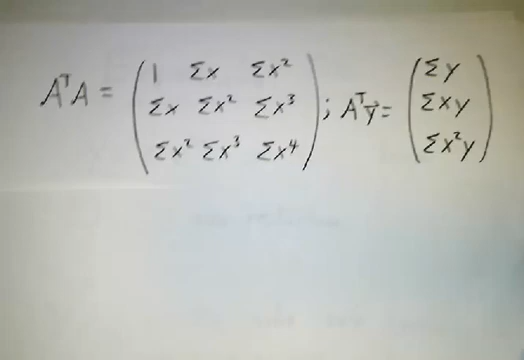 AᵀA = ( 1 Σx Σx² ; Σx Σx² Σx³ ; Σx² Σx³ Σx⁴ ) ; Aᵀy⃗ = ( Σy ; Σxy ; Σx²y )